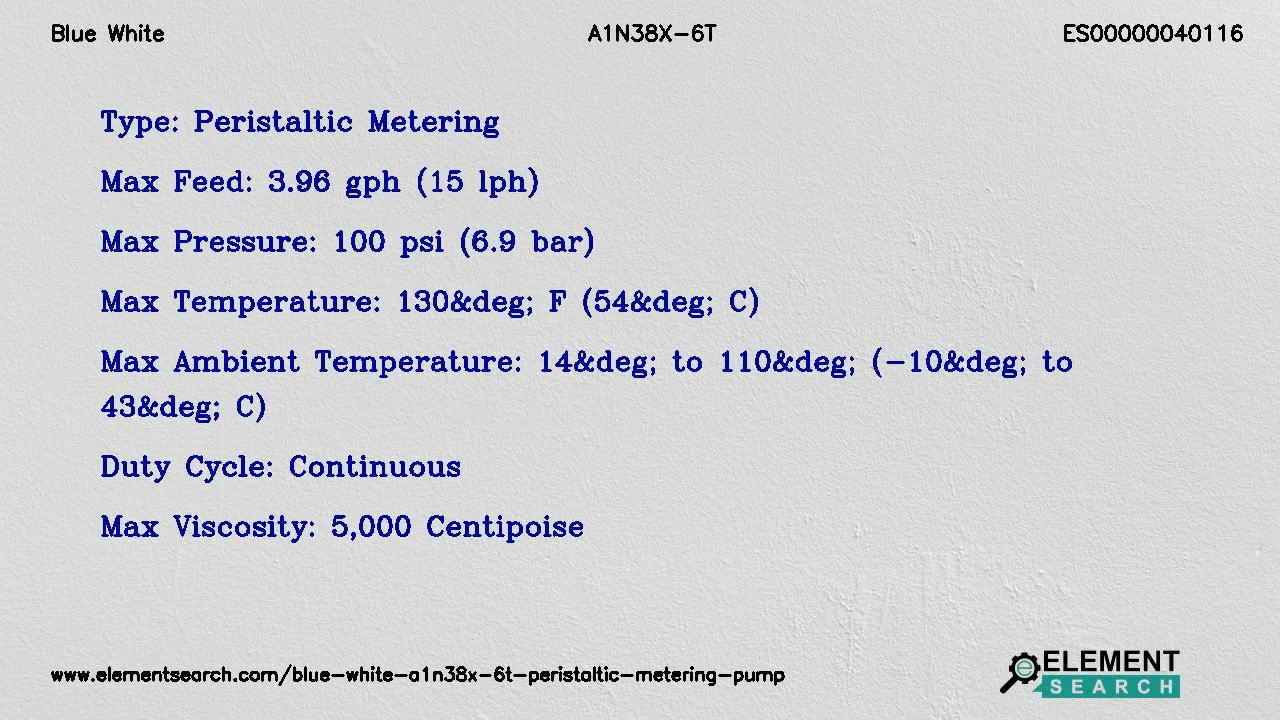 Blue White
A1N38X-6T
ES00000040116
Type: Peristaltic Metering
Max Feed: 3.96 gph (15 lph)
Max Pressure: 100 psi (6.9 bar)
Max Temperature: 130&deg; F (54&deg; C)
Max Ambient Temperature: 14&deg; to 110&deg; (-10&deg; to
43&deg; C)
Duty Cycle: Continuous
Max Viscosity: 5,000 Centipoise
www.elementsearch.com/blue-white-a1n38x-6t-peristaltic-metering-pump
ELEMENT
SEARCH